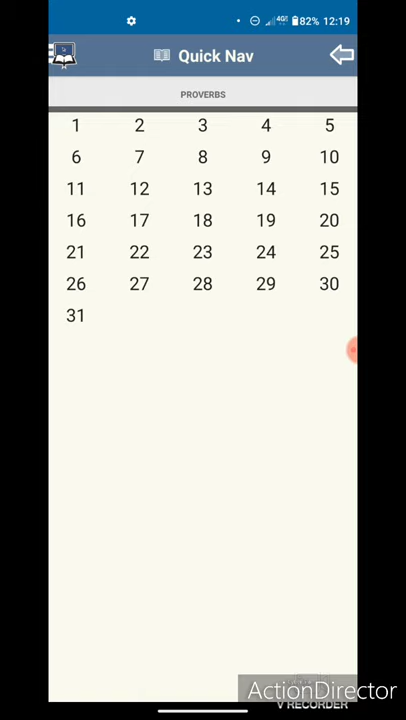 4G 82% 12:19
Quick Nav
PROVERBS
1 2 3 4 5
6 7 8 9 10
11 12 13 14 15
16 17 18 19 20
21 22 23 24 25
26 27 28 29 30
31
ActionDirector
V RECORDER